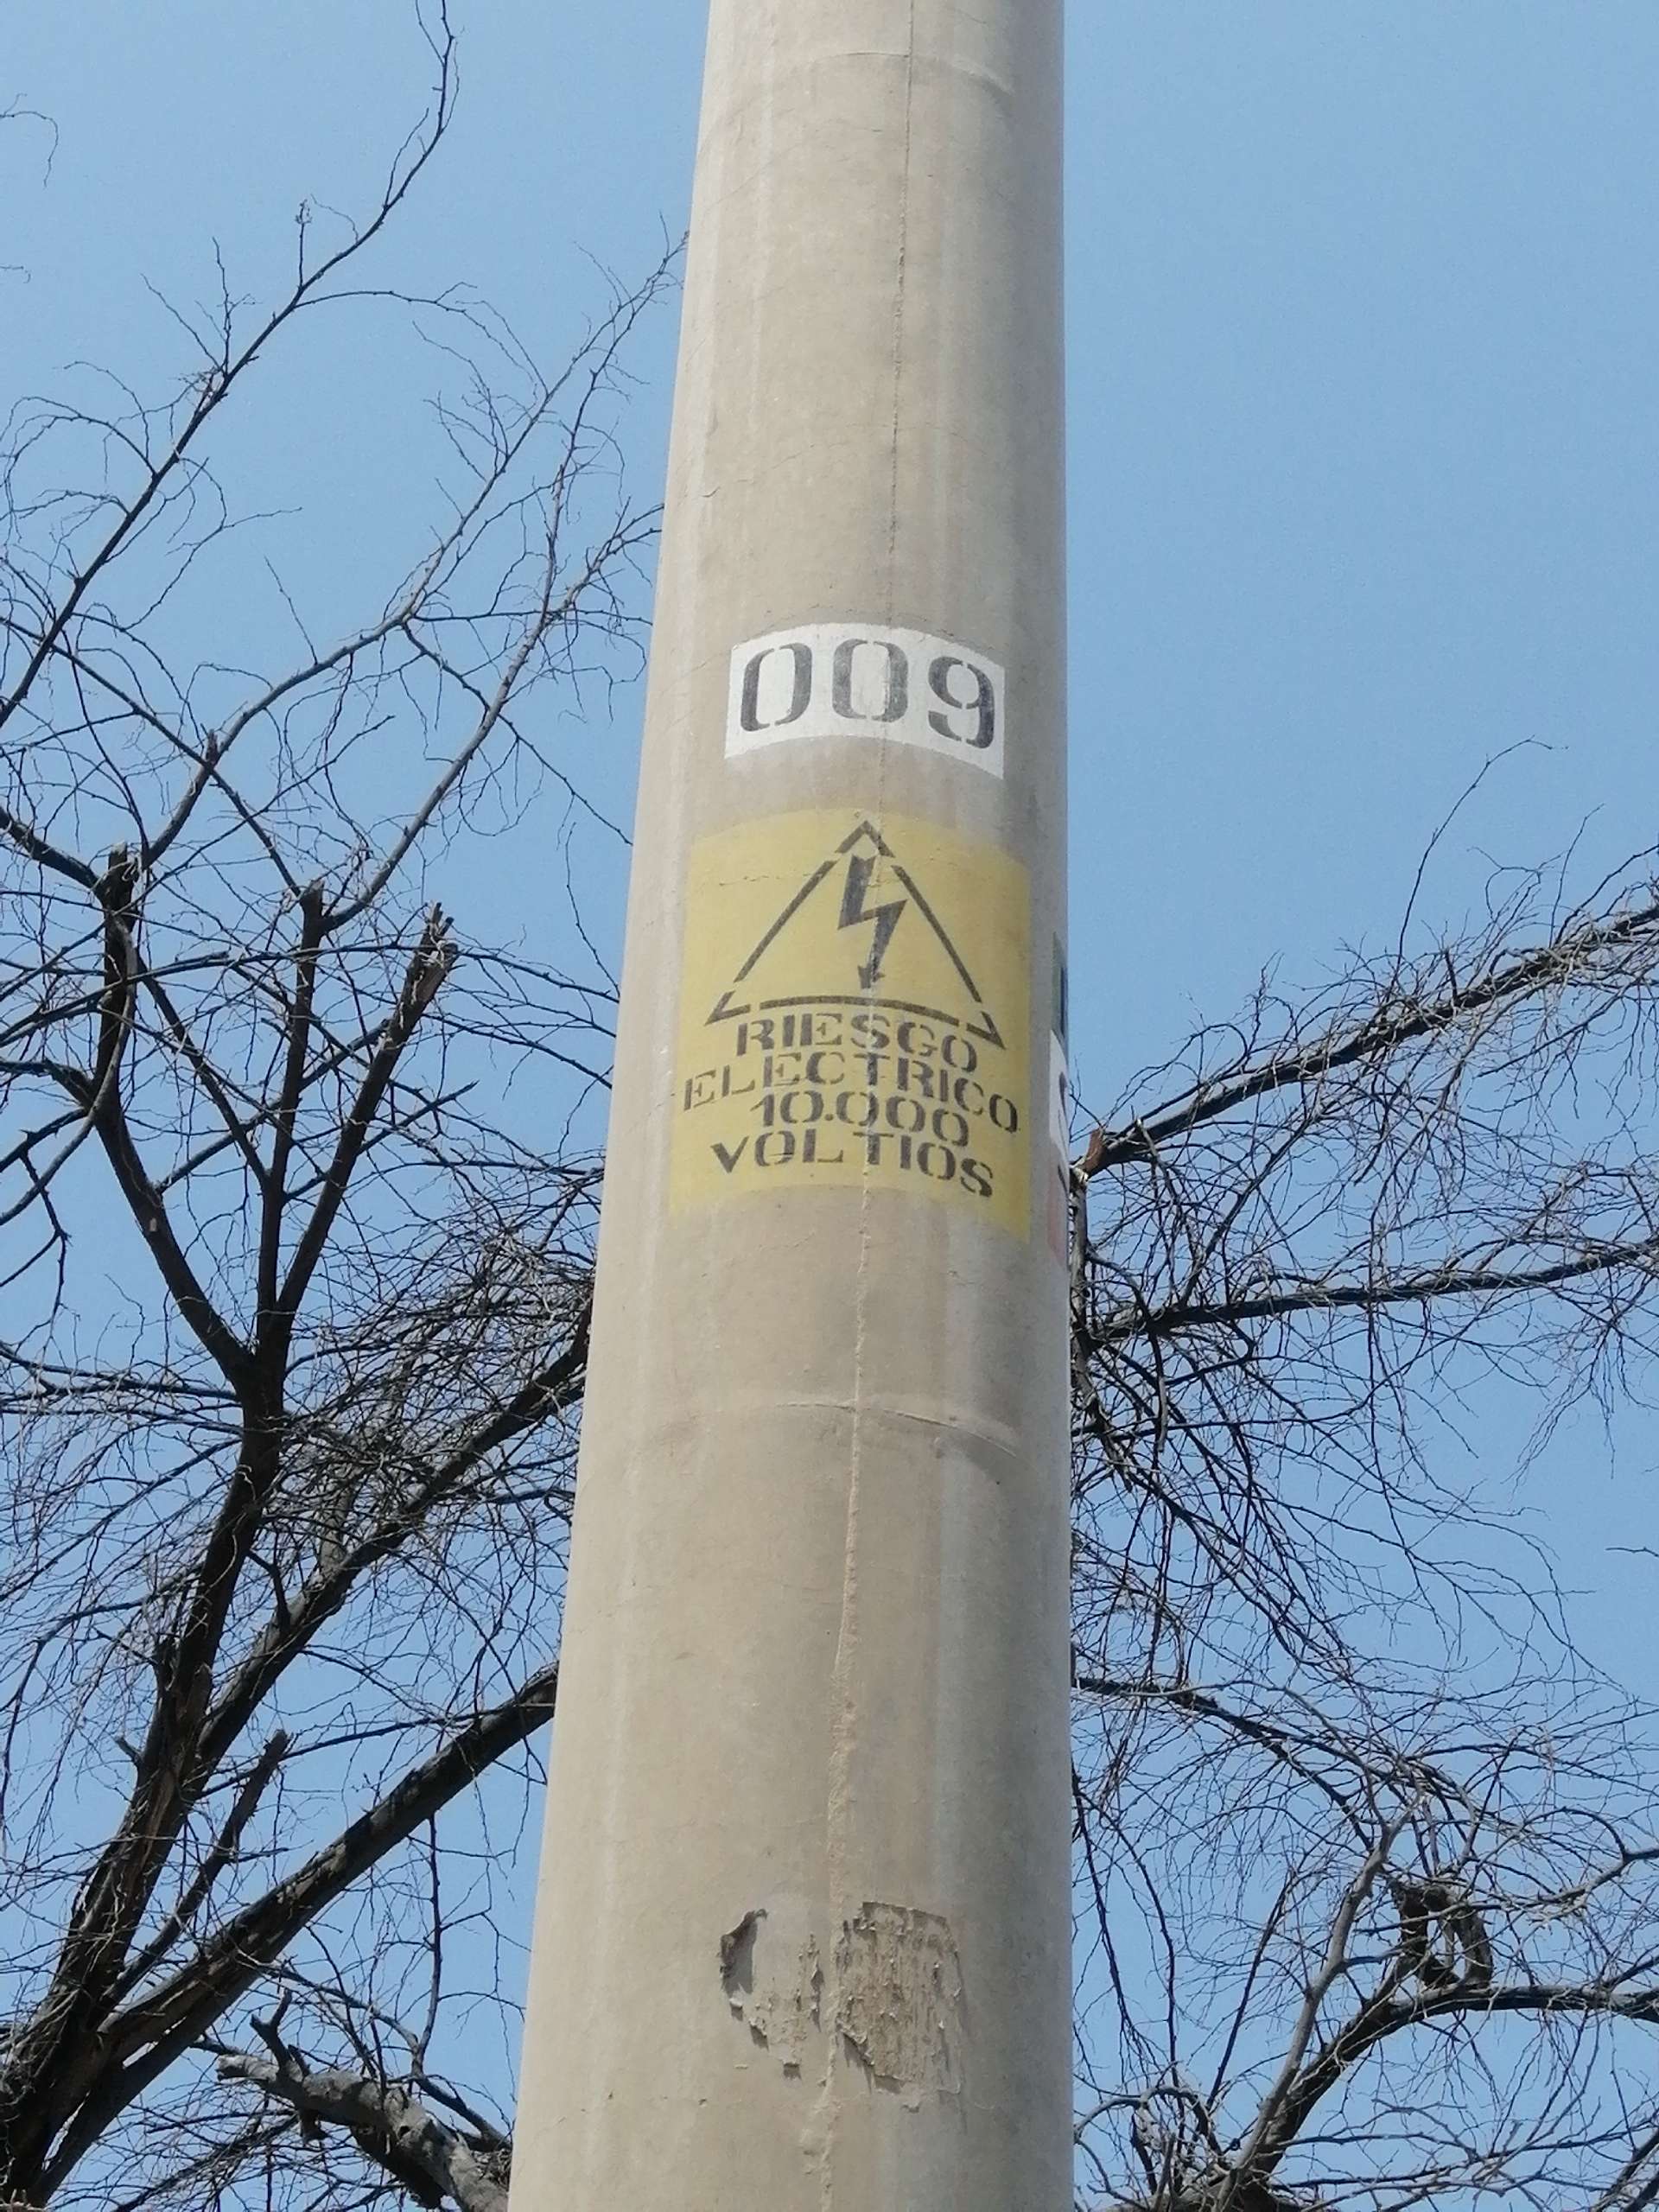 009
RIESGO
ELECTRICO
10.000
VOLTIOS